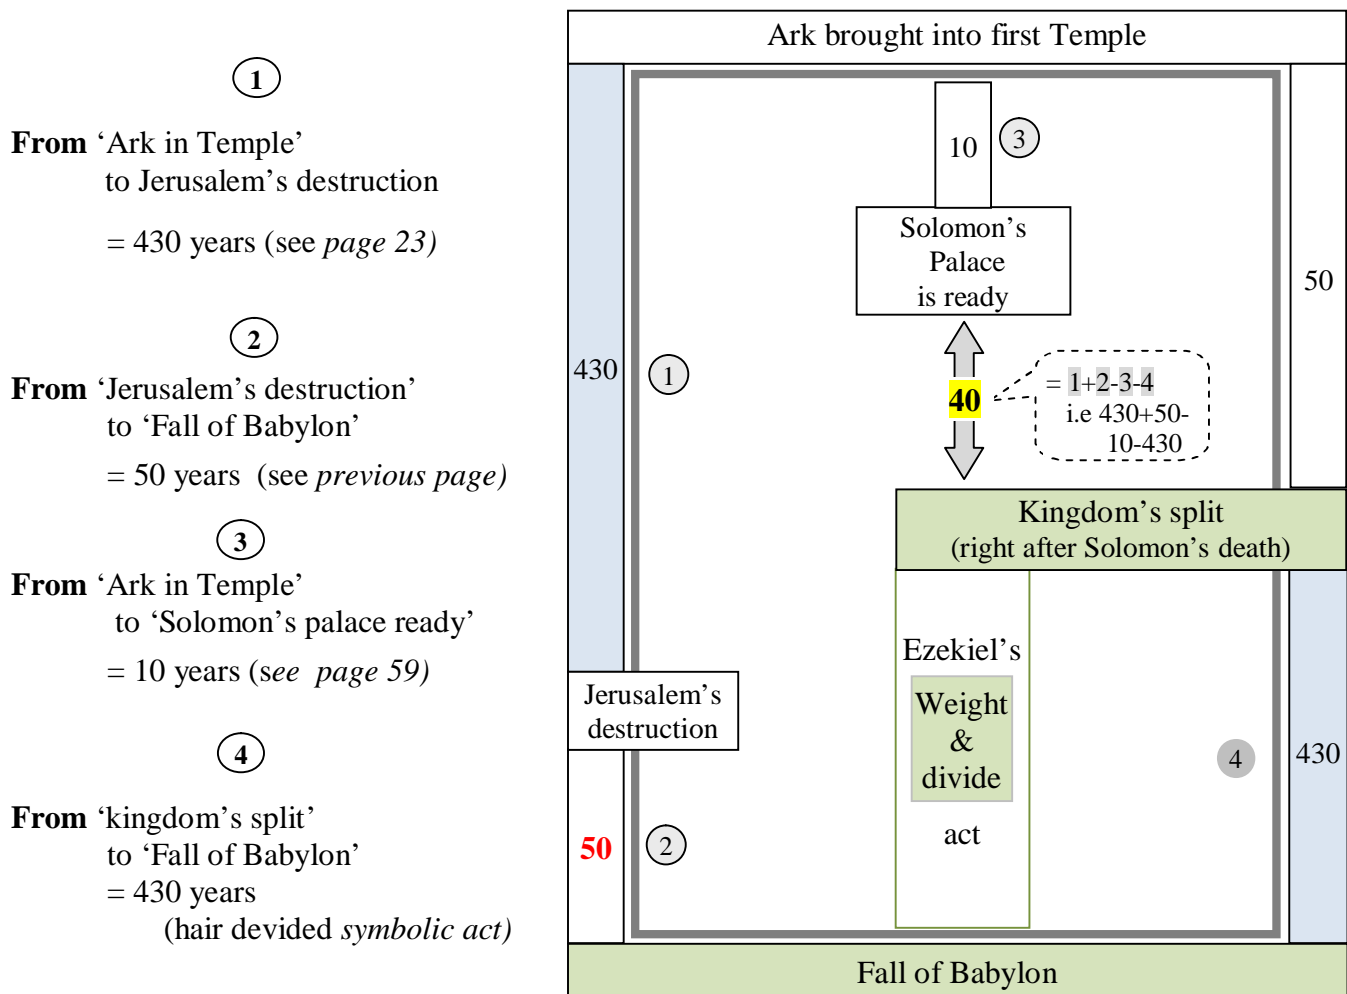 1
From ‘Ark in Temple’
to Jerusalem’s destruction
= 430 years (see page 23)
2
From ‘Jerusalem’s destruction’
to ‘Fall of Babylon’
= 50 years (see previous page)
3
From ‘Ark in Temple’
to ‘Solomon’s palace ready’
= 10 years (see page 59)
4
From ‘kingdom’s split’
to ‘Fall of Babylon’
= 430 years
(hair devided symbolic act)
Ark brought into first Temple
10
3
Solomon’s
Palace
is ready
50
430
1
40
= 1+2-3-4
i.e 430+50-
10-430
Kingdom’s split
(right after Solomon’s death)
Ezekiel’s
Weight
&
divide
act
Jerusalem’s
destruction
4
430
50
2
Fall of Babylon